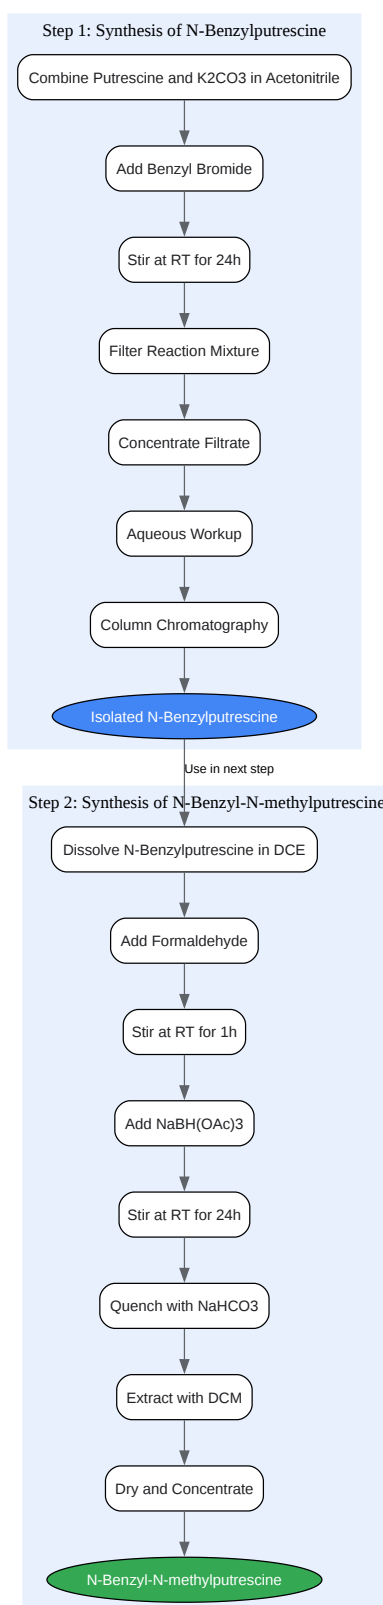 Step 1: Synthesis of N-Benzylputrescine
Combine Putrescine and K2CO3 in Acetonitrile
Add Benzyl Bromide
Stir at RT for 24h
Filter Reaction Mixture
Concentrate Filtrate
Aqueous Workup
Column Chromatography
Isolated N-Benzylputrescine
Use in next step
Step 2: Synthesis of N-Benzyl-N-methylputrescine
Dissolve N-Benzylputrescine in DCE
Add Formaldehyde
Stir at RT for 1h
Add NaBH(OAc)3
Stir at RT for 24h
Quench with NaHCO3
Extract with DCM
Dry and Concentrate
N-Benzyl-N-methylputrescine